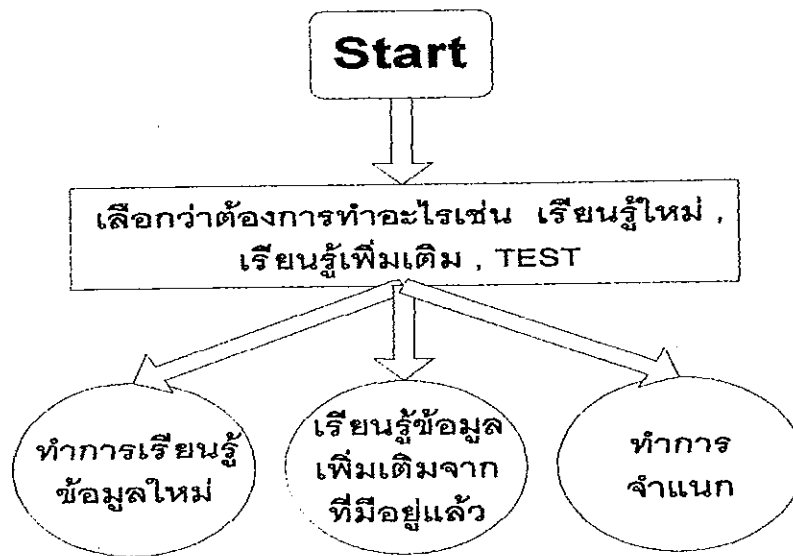 Start
เลือกว่าต้องการทำอะไรเช่น เรียนรู้ใหม่ ,
เรียนรู้เพิ่มเติม , TEST
ทำการเรียนรู้
ข้อมูลใหม่
เรียนรู้ข้อมูล
เพิ่มเติมจาก
ที่มีอยู่แล้ว
ทำการ
จำแนก